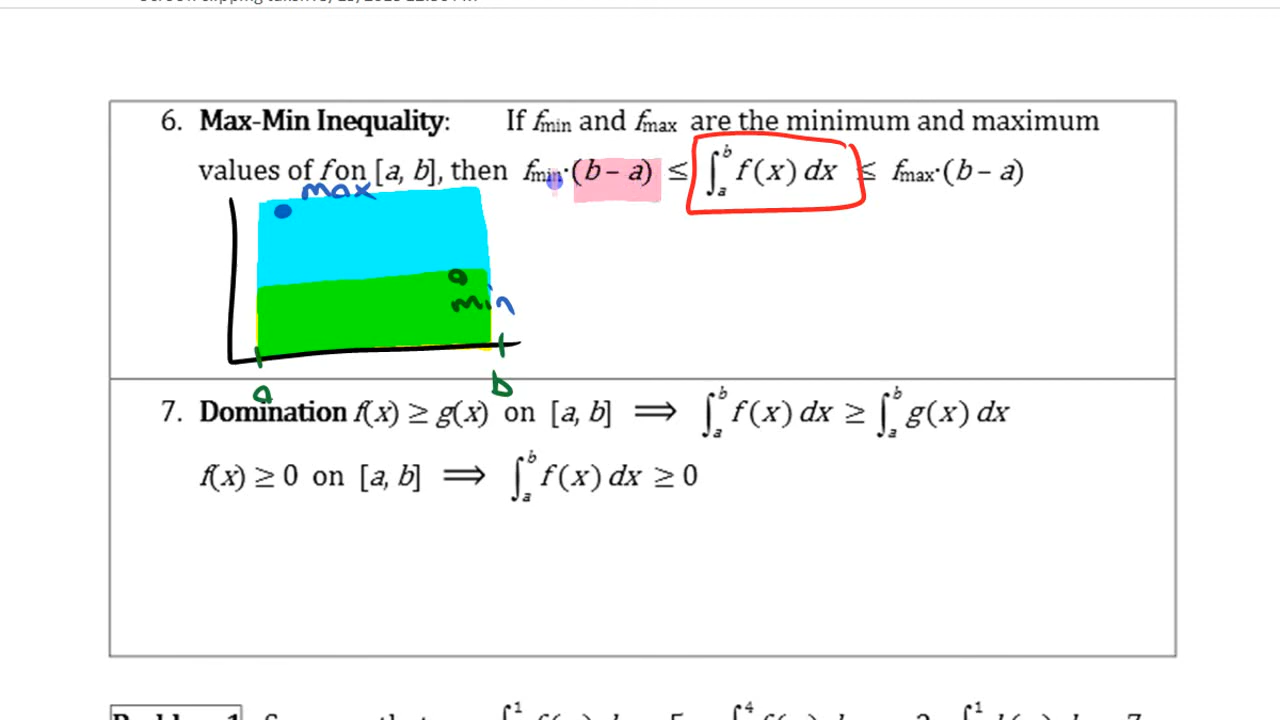 6. Max-Min Inequality: If fmin and fmax are the minimum and maximum
values of f on [a, b], then fmin·(b – a) ≤ ∫_a^b f(x) dx ≤ fmax·(b – a)
max
min
a b
7. Domination f(x) ≥ g(x) on [a, b] ⟹ ∫_a^b f(x) dx ≥ ∫_a^b g(x) dx
f(x) ≥ 0 on [a, b] ⟹ ∫_a^b f(x) dx ≥ 0